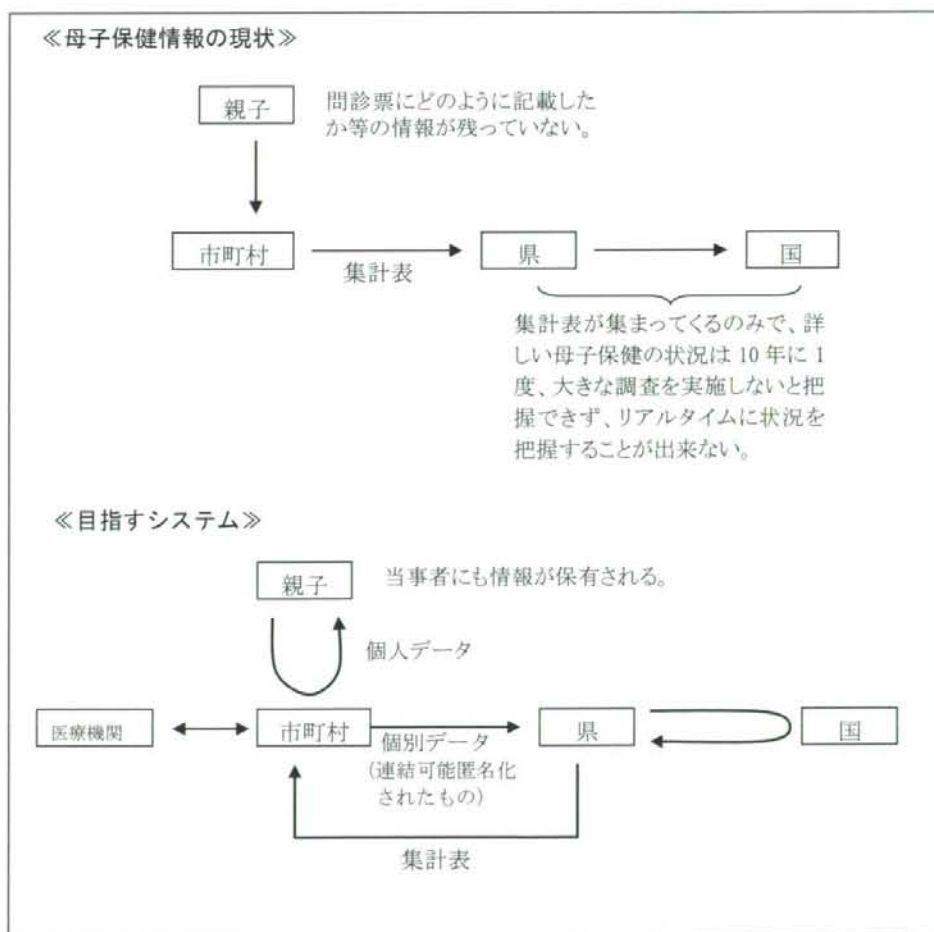 ≪母子保健情報の現状≫
親子
問診票にどのように記載した
か等の情報が残っていない。
市町村
集計表
県
国
集計表が集まってくるのみで、詳
しい母子保健の状況は 10 年に 1
度、大きな調査を実施しないと把
握できず、リアルタイムに状況を
把握することが出来ない。
≪目指すシステム≫
親子
当事者にも情報が保有される。
個人データ
医療機関
市町村
個別データ
(連結可能匿名化
されたもの)
県
国
集計表